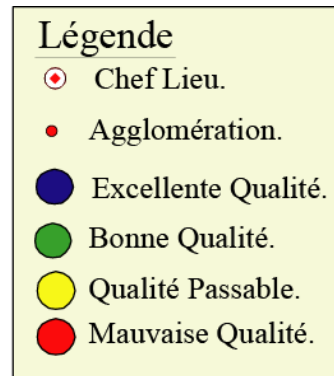 Légende
Chef Lieu.
Agglomération.
Excellente Qualité.
Bonne Qualité.
Qualité Passable.
Mauvaise Qualité.